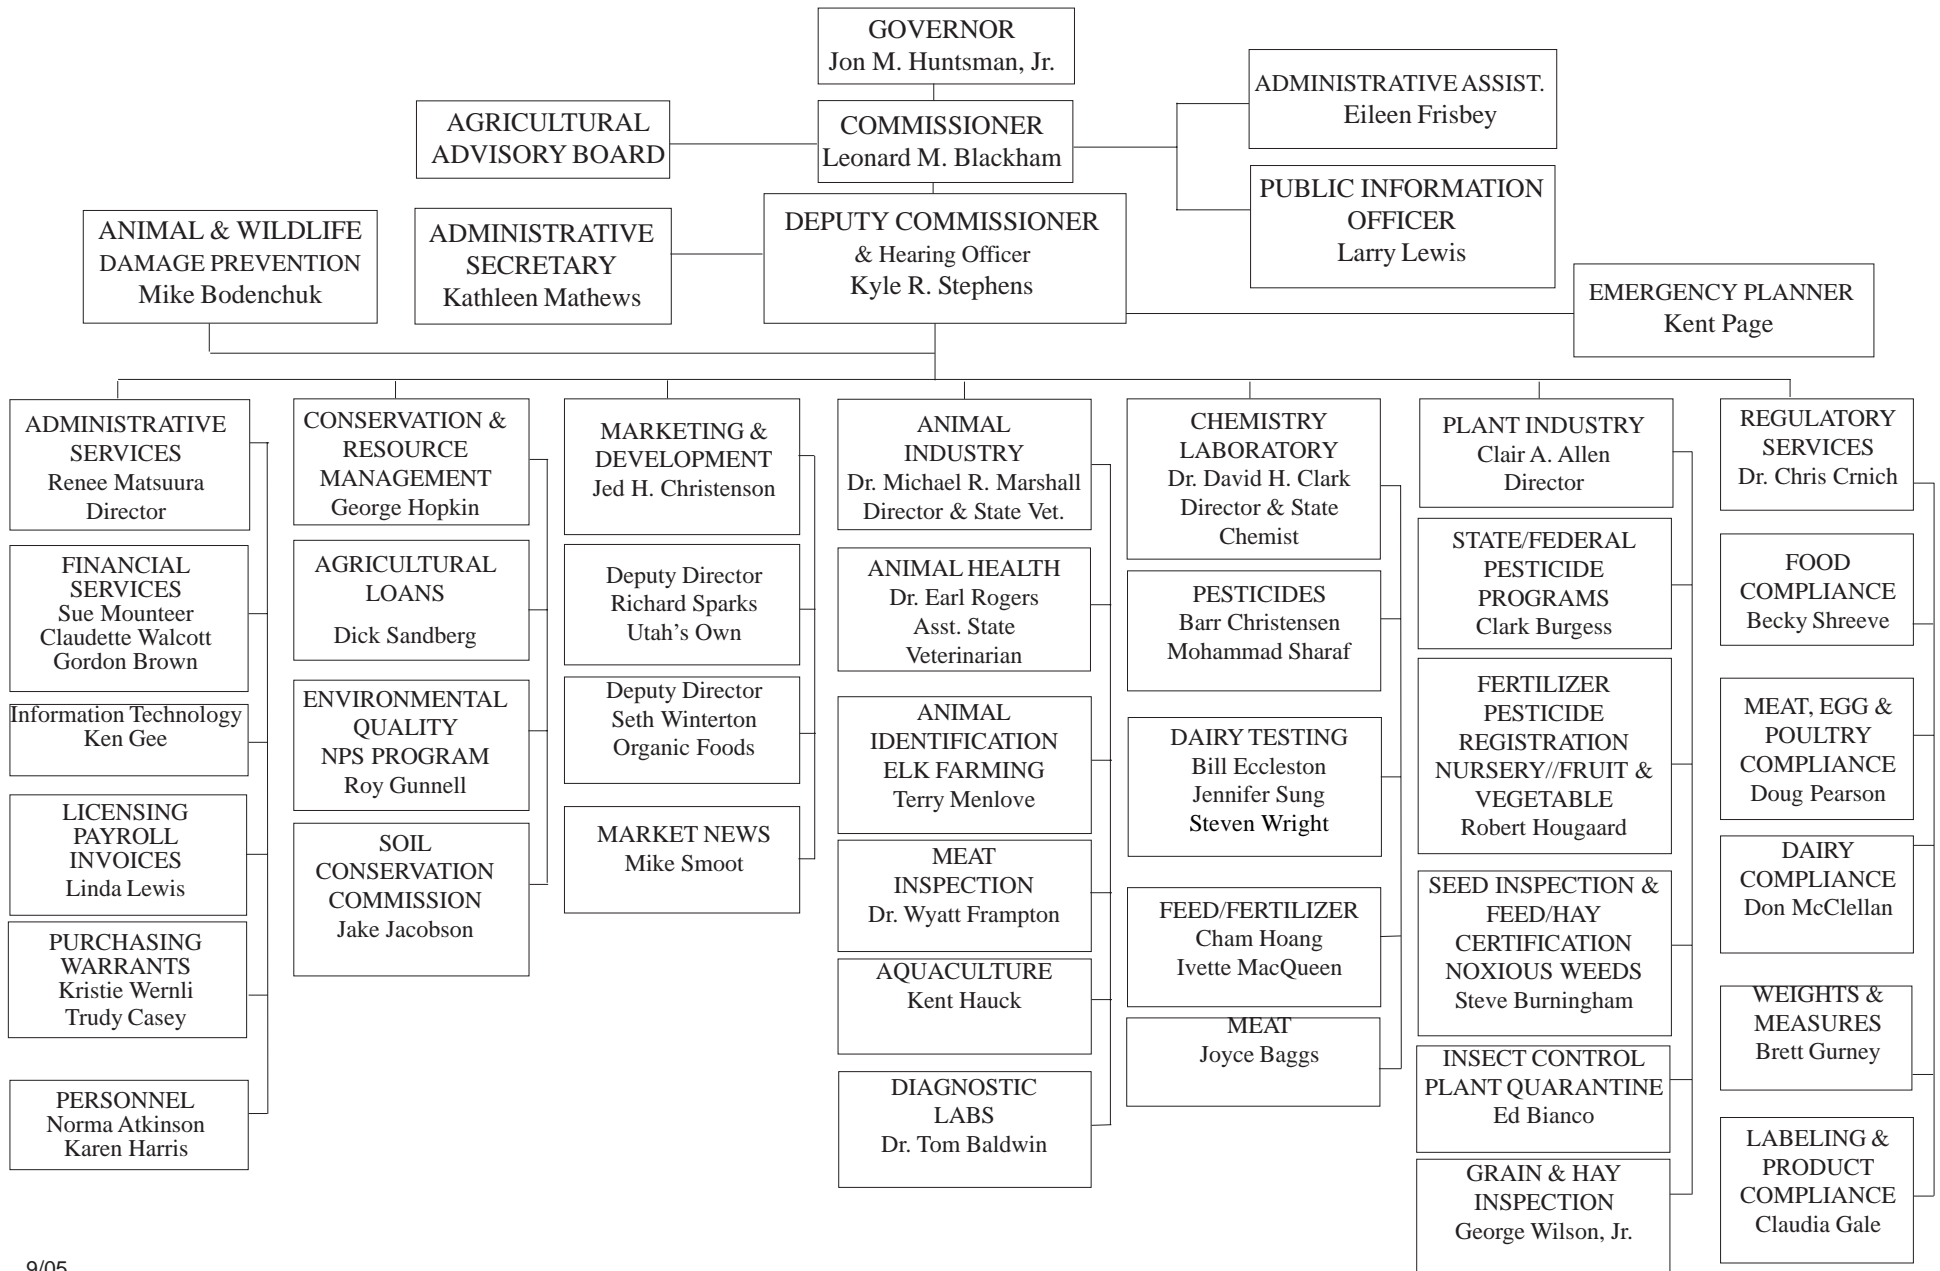 GOVERNOR
Jon M. Huntsman, Jr.
ADMINISTRATIVE ASSIST.
Eileen Frisbey
AGRICULTURAL
ADVISORY BOARD
COMMISSIONER
Leonard M. Blackham
PUBLIC INFORMATION
OFFICER
Larry Lewis
ANIMAL & WILDLIFE
DAMAGE PREVENTION
Mike Bodenchuk
ADMINISTRATIVE
SECRETARY
Kathleen Mathews
DEPUTY COMMISSIONER
& Hearing Officer
Kyle R. Stephens
EMERGENCY PLANNER
Kent Page
ADMINISTRATIVE
SERVICES
Renee Matsuura
Director
FINANCIAL
SERVICES
Sue Mounteer
Claudette Walcott
Gordon Brown
Information Technology
Ken Gee
LICENSING
PAYROLL
INVOICES
Linda Lewis
PURCHASING
WARRANTS
Kristie Wernli
Trudy Casey
PERSONNEL
Norma Atkinson
Karen Harris
CONSERVATION &
RESOURCE
MANAGEMENT
George Hopkin
AGRICULTURAL
LOANS
Dick Sandberg
ENVIRONMENTAL
QUALITY
NPS PROGRAM
Roy Gunnell
SOIL
CONSERVATION
COMMISSION
Jake Jacobson
MARKETING &
DEVELOPMENT
Jed H. Christenson
Deputy Director
Richard Sparks
Utah's Own
Deputy Director
Seth Winterton
Organic Foods
MARKET NEWS
Mike Smoot
ANIMAL
INDUSTRY
Dr. Michael R. Marshall
Director & State Vet.
ANIMAL HEALTH
Dr. Earl Rogers
Asst. State
Veterinarian
ANIMAL
IDENTIFICATION
ELK FARMING
Terry Menlove
MEAT
INSPECTION
Dr. Wyatt Frampton
AQUACULTURE
Kent Hauck
DIAGNOSTIC
LABS
Dr. Tom Baldwin
CHEMISTRY
LABORATORY
Dr. David H. Clark
Director & State
Chemist
PESTICIDES
Barr Christensen
Mohammad Sharaf
DAIRY TESTING
Bill Eccleston
Jennifer Sung
Steven Wright
FEED/FERTILIZER
Cham Hoang
Ivette MacQueen
MEAT
Joyce Baggs
PLANT INDUSTRY
Clair A. Allen
Director
STATE/FEDERAL
PESTICIDE
PROGRAMS
Clark Burgess
FERTILIZER
PESTICIDE
REGISTRATION
NURSERY//FRUIT &
VEGETABLE
Robert Hougaard
SEED INSPECTION &
FEED/HAY
CERTIFICATION
NOXIOUS WEEDS
Steve Burningham
INSECT CONTROL
PLANT QUARANTINE
Ed Bianco
GRAIN & HAY
INSPECTION
George Wilson, Jr.
REGULATORY
SERVICES
Dr. Chris Crnich
FOOD
COMPLIANCE
Becky Shreeve
MEAT, EGG &
POULTRY
COMPLIANCE
Doug Pearson
DAIRY
COMPLIANCE
Don McClellan
WEIGHTS &
MEASURES
Brett Gurney
LABELING &
PRODUCT
COMPLIANCE
Claudia Gale
9/05